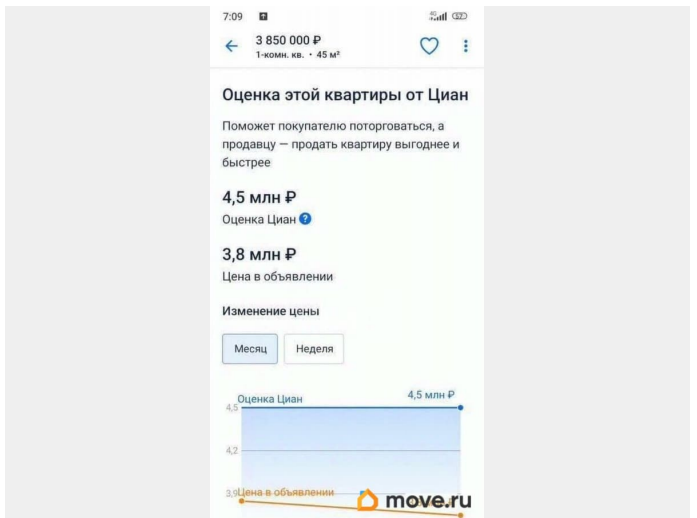 7:09
4G
57
3 850 000 ₽
1-комн. кв. • 45 м²
Оценка этой квартиры от Циан
Поможет покупателю поторговаться, а
продавцу — продать квартиру выгоднее и
быстрее
4,5 млн ₽
Оценка Циан ?
3,8 млн ₽
Цена в объявлении
Изменение цены
Месяц Неделя
Оценка Циан 4,5 млн ₽
4,5
4,2
3,9 Цена в объявлении
move.ru